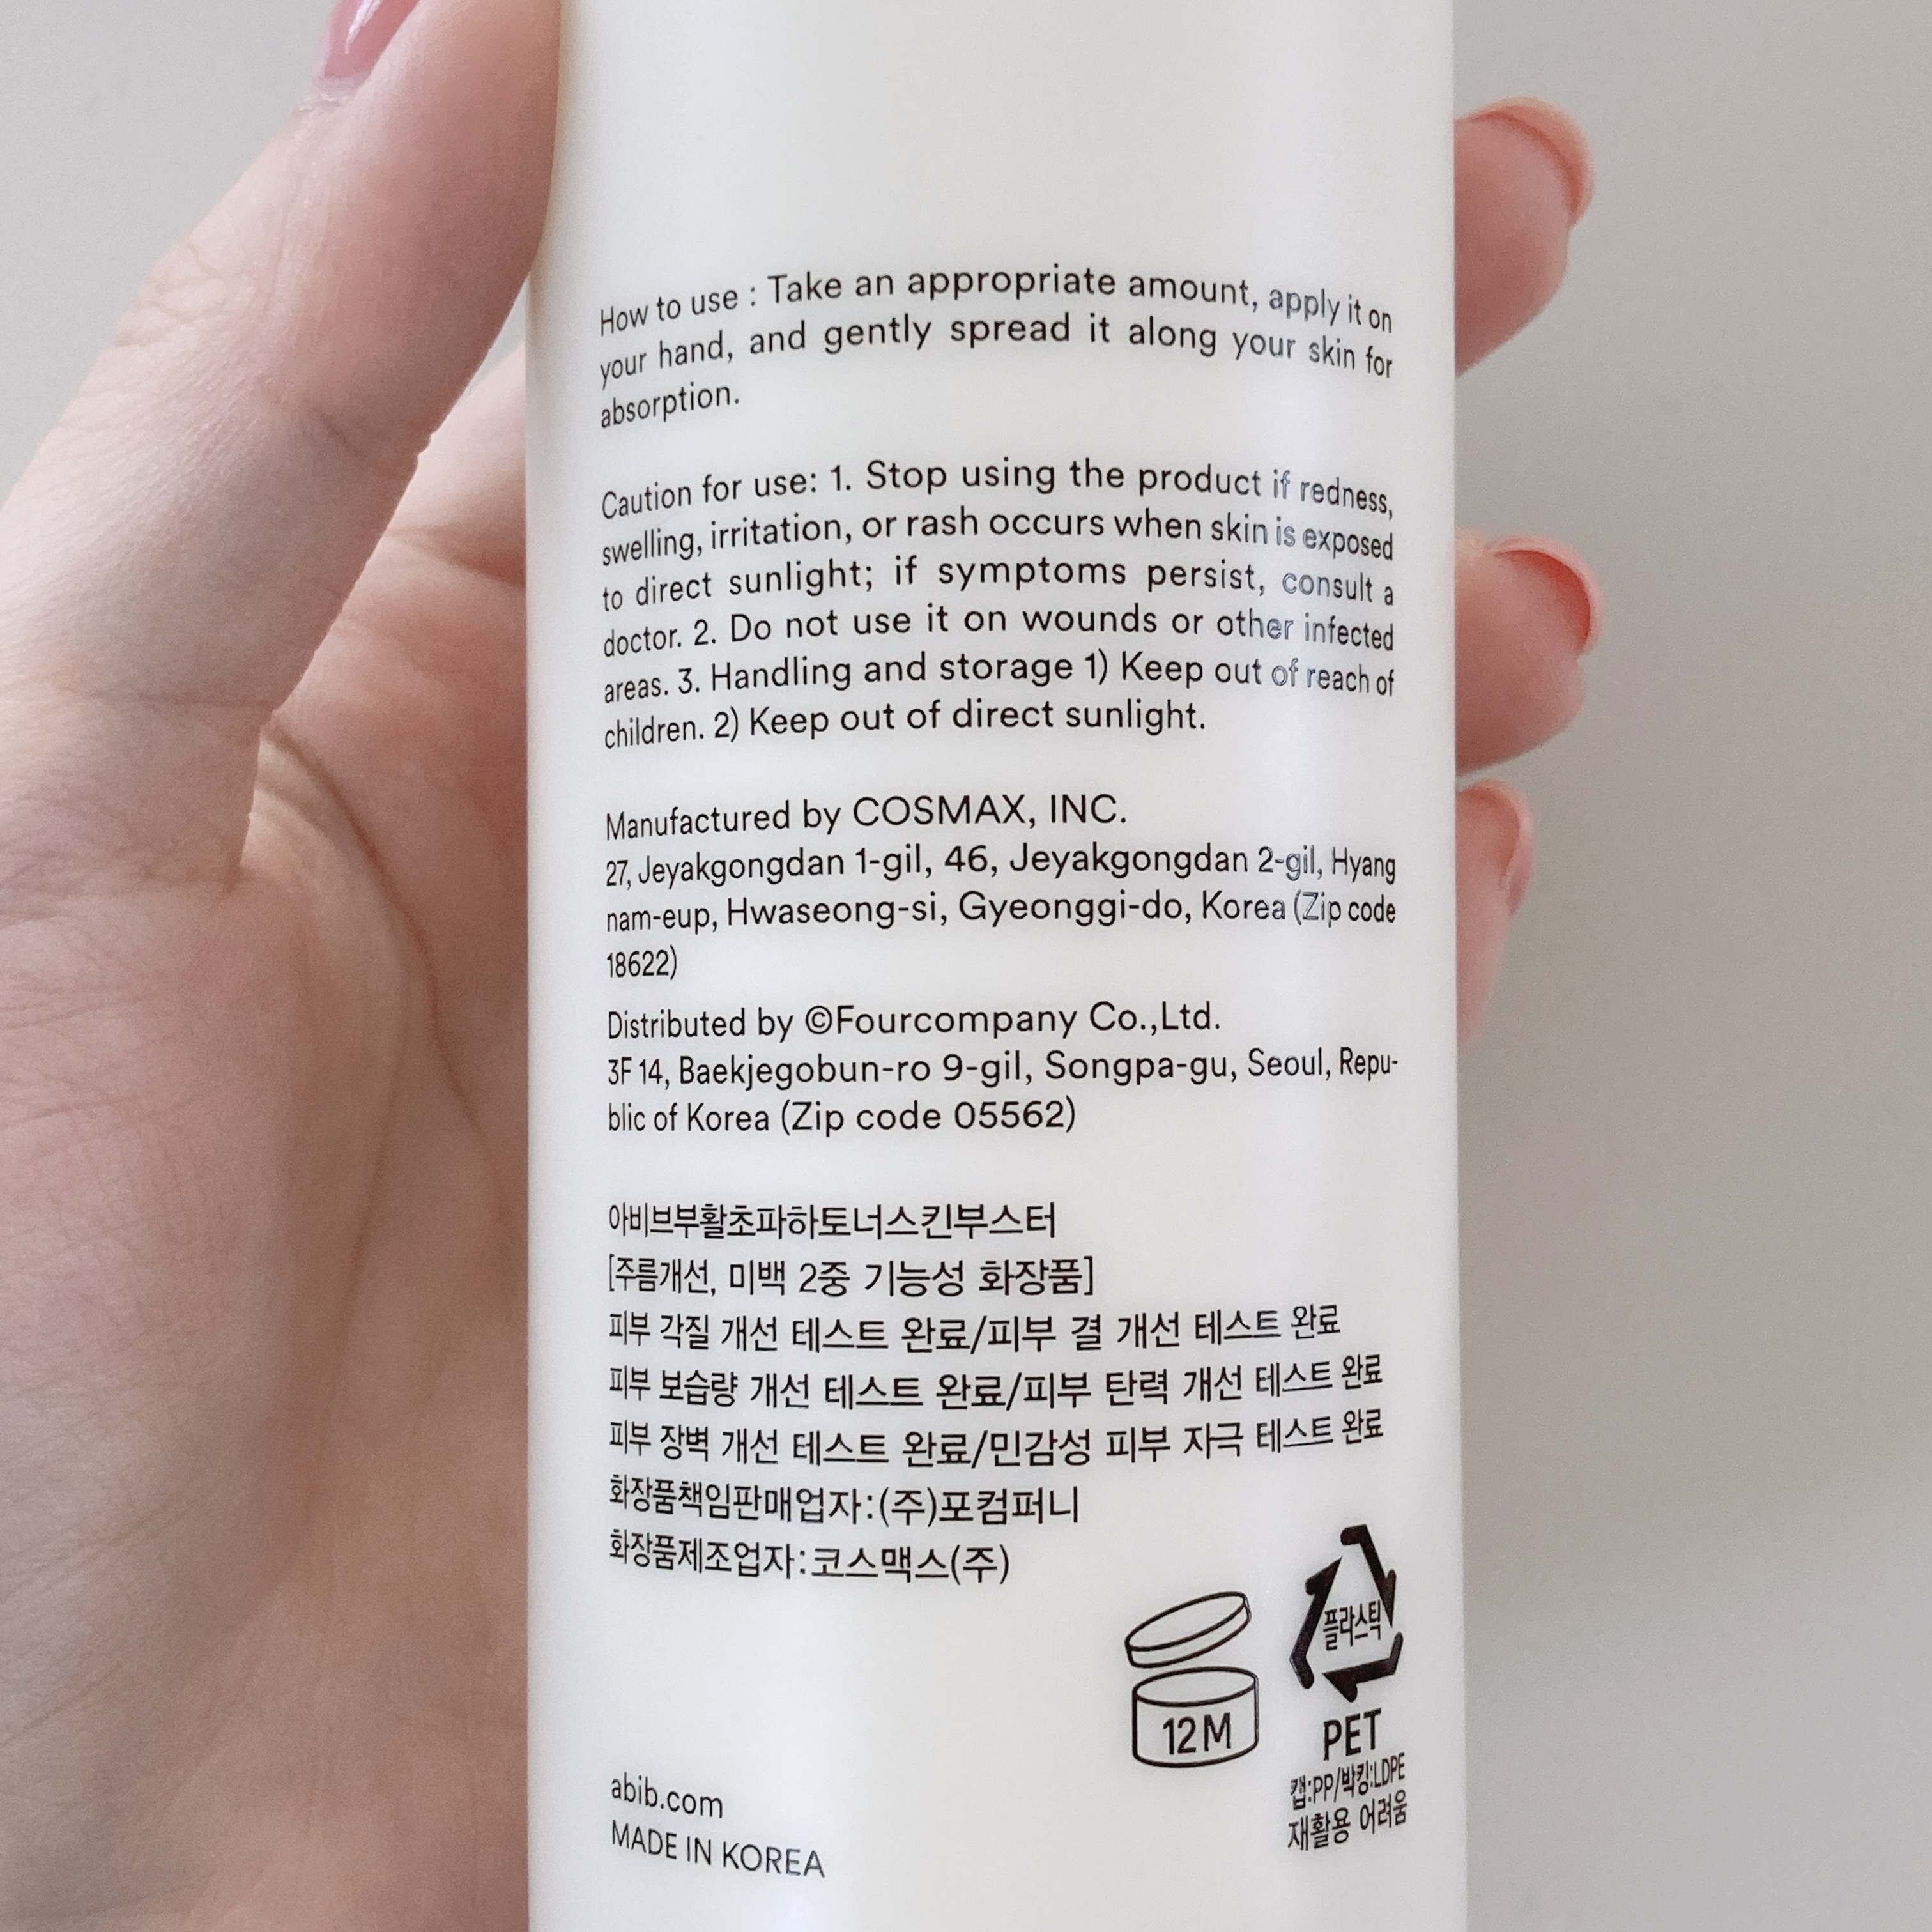 How to use : Take an appropriate amount, apply it on
your hand, and gently spread it along your skin for
absorption.
Caution for use: 1. Stop using the product if redness,
swelling, irritation, or rash occurs when skin is exposed
to direct sunlight; if symptoms persist, consult a
doctor. 2. Do not use it on wounds or other infected
areas. 3. Handling and storage 1) Keep out of reach of
children. 2) Keep out of direct sunlight.
Manufactured by COSMAX, INC.
27, Jeyakgongdan 1-gil, 46, Jeyakgongdan 2-gil, Hyang
nam-eup, Hwaseong-si, Gyeonggi-do, Korea (Zip code
18622)
Distributed by ©Fourcompany Co.,Ltd.
3F 14, Baekjegobun-ro 9-gil, Songpa-gu, Seoul, Repu-
blic of Korea (Zip code 05562)
아비브부활초파하토너스킨부스터
[주름개선, 미백 2중 기능성 화장품]
피부 각질 개선 테스트 완료/피부 결 개선 테스트 완료
피부 보습량 개선 테스트 완료/피부 탄력 개선 테스트 완료
피부 장벽 개선 테스트 완료/민감성 피부 자극 테스트 완료
화장품책임판매업자:(주)포컴퍼니
화장품제조업자:코스맥스(주)
플라스틱
12M
PET
캡:PP/박킹:LDPE
재활용 어려움
abib.com
MADE IN KOREA